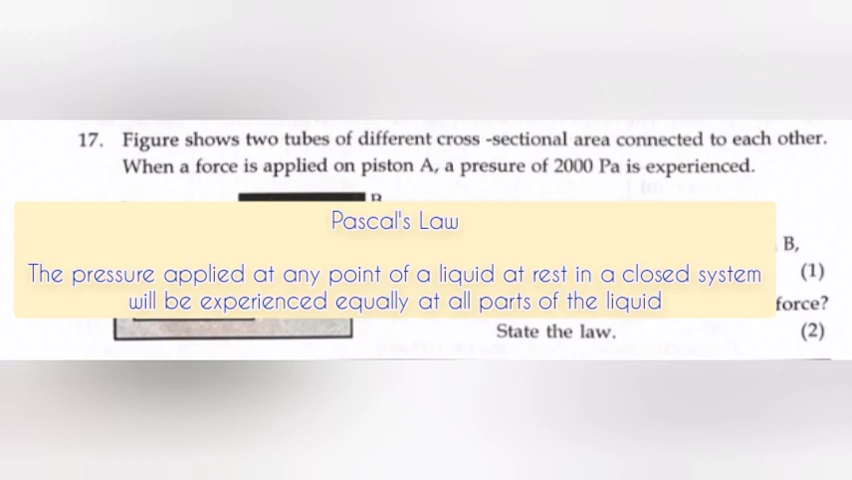 17. Figure shows two tubes of different cross -sectional area connected to each other.
When a force is applied on piston A, a presure of 2000 Pa is experienced.
Pascal's Law
B,
The pressure applied at any point of a liquid at rest in a closed system
(1)
will be experienced equally at all parts of the liquid
force?
State the law. (2)